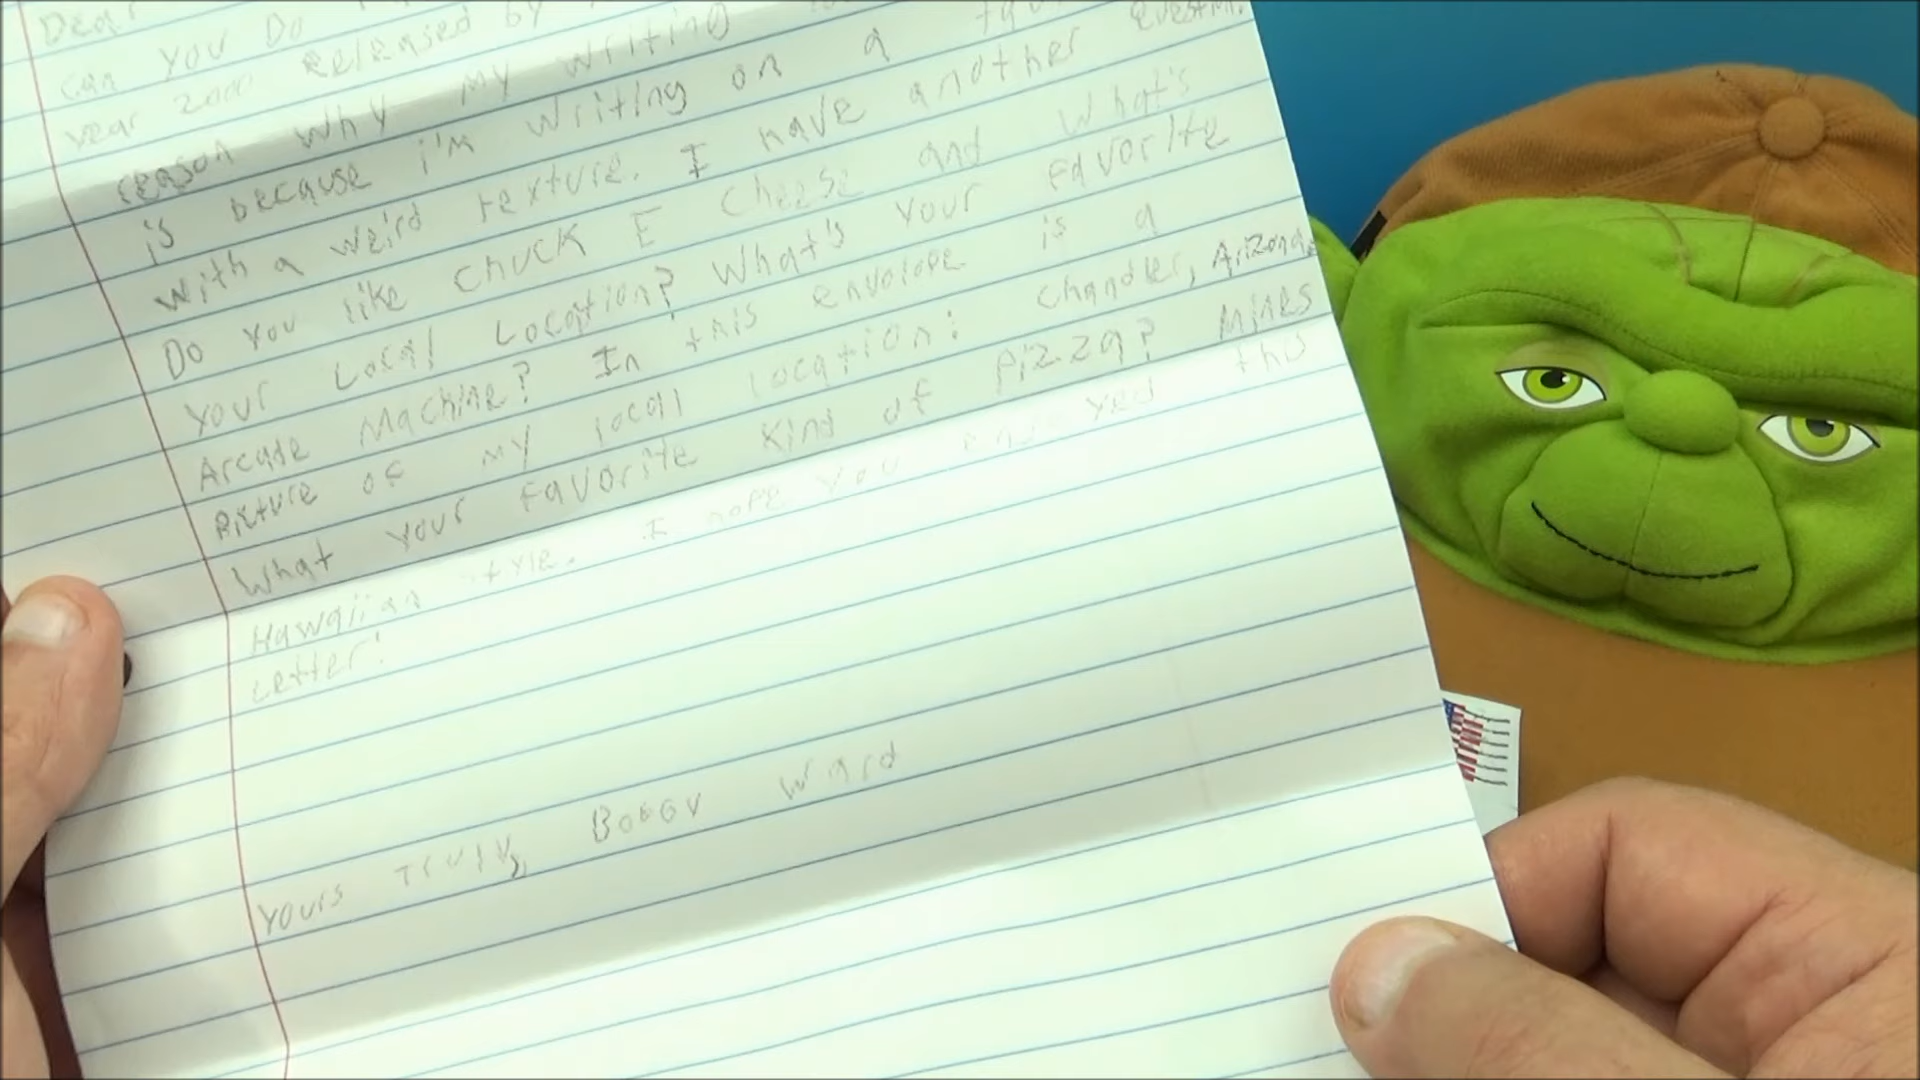 Dear
can you Do
year 2000 released by
reason why my writing
is because i'm writing on a
with a weird texture. I have another question.
Do you like chuck E cheese and what's
your Local Location? what's your favorite
Arcade Machine? In this envelope is a
Picture of my local location: chandler, Arizona.
What your favorite kind of pizza? Mines
Hawaiian style. I hope you enjoyed this
Letter!
Yours Truly, Bobby Ward